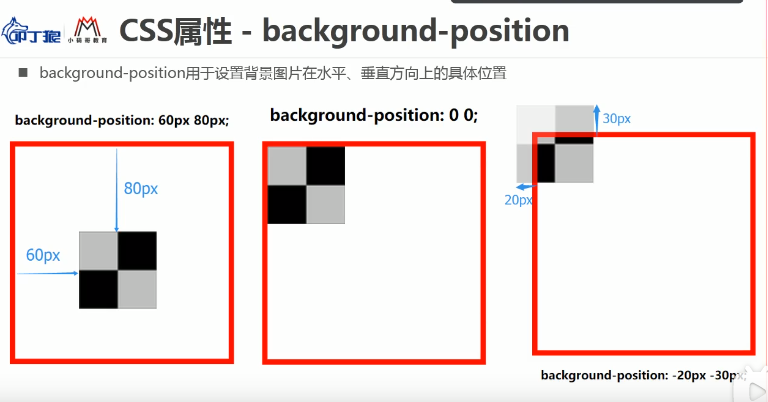 叩丁狼
小码哥教育
CSS属性 - background-position
■ background-position用于设置背景图片在水平、垂直方向上的具体位置
background-position: 60px 80px;
background-position: 0 0;
30px
80px
60px
20px
background-position: -20px -30px;